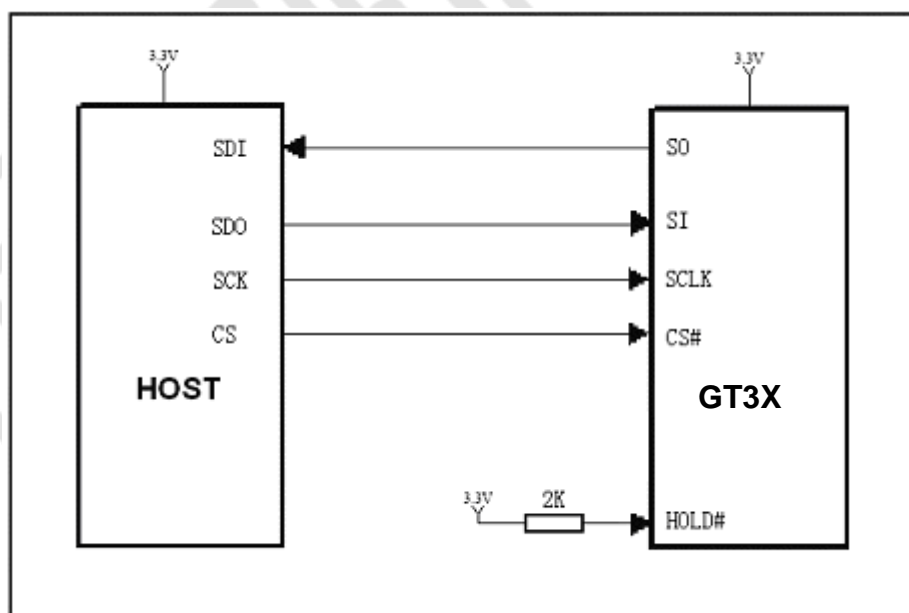 3.3V
3.3V
SDI
SO
SDO
SI
SCK
SCLK
CS
CS#
HOST
GT3X
3.3V
2K
HOLD#